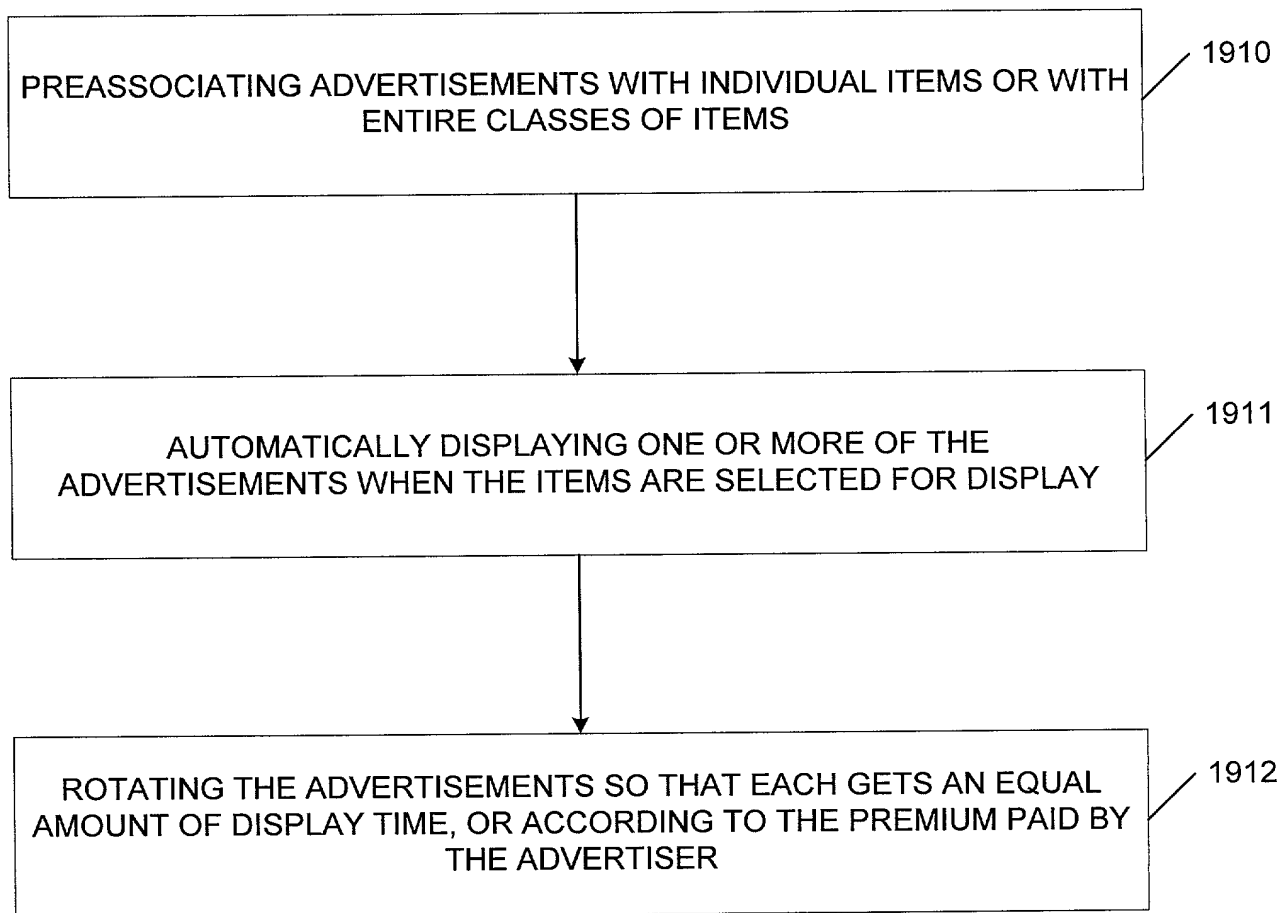 1910
PREASSOCIATING ADVERTISEMENTS WITH INDIVIDUAL ITEMS OR WITH
ENTIRE CLASSES OF ITEMS
1911
AUTOMATICALLY DISPLAYING ONE OR MORE OF THE
ADVERTISEMENTS WHEN THE ITEMS ARE SELECTED FOR DISPLAY
1912
ROTATING THE ADVERTISEMENTS SO THAT EACH GETS AN EQUAL
AMOUNT OF DISPLAY TIME, OR ACCORDING TO THE PREMIUM PAID BY
THE ADVERTISER